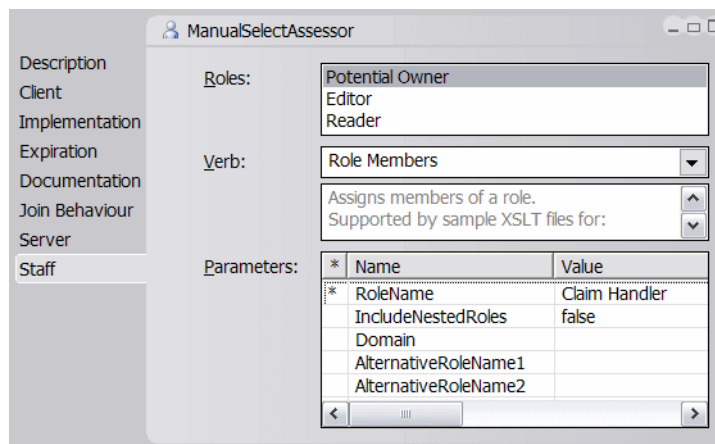 ManualSelectAssessor
Description
Client
Implementation
Expiration
Documentation
Join Behaviour
Server
Staff
Roles:
Potential Owner
Editor
Reader
Verb:
Role Members
Assigns members of a role.
Supported by sample XSLT files for:
Parameters:
* Name Value
* RoleName Claim Handler
IncludeNestedRoles false
Domain
AlternativeRoleName1
AlternativeRoleName2